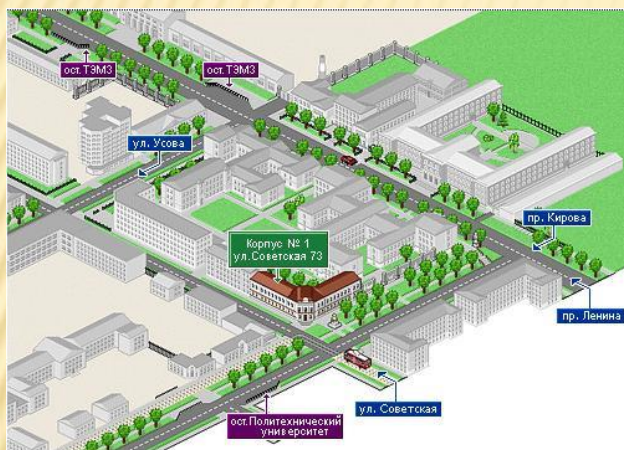 ост.ТЭМЗ
ост.ТЭМЗ
ул. Усова
Корпус № 1
ул.Советская 73
пр. Кирова
пр. Ленина
ул. Советская
ост.Политехнический
университет